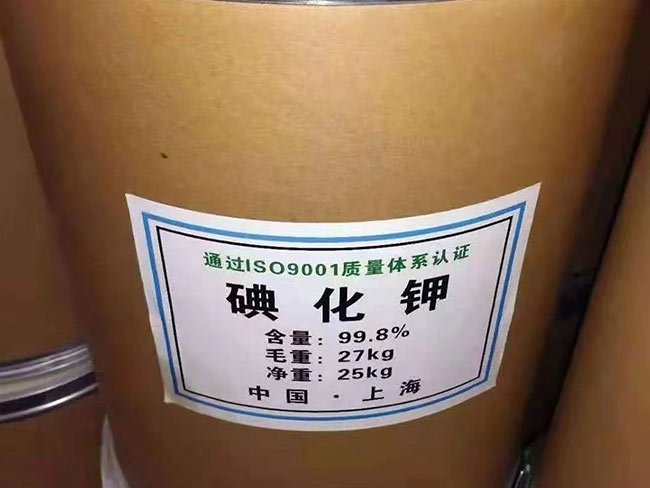 通过ISO9001质量体系认证
碘化钾
含量：99.8%
毛重：27kg
净重：25kg
中国·上海